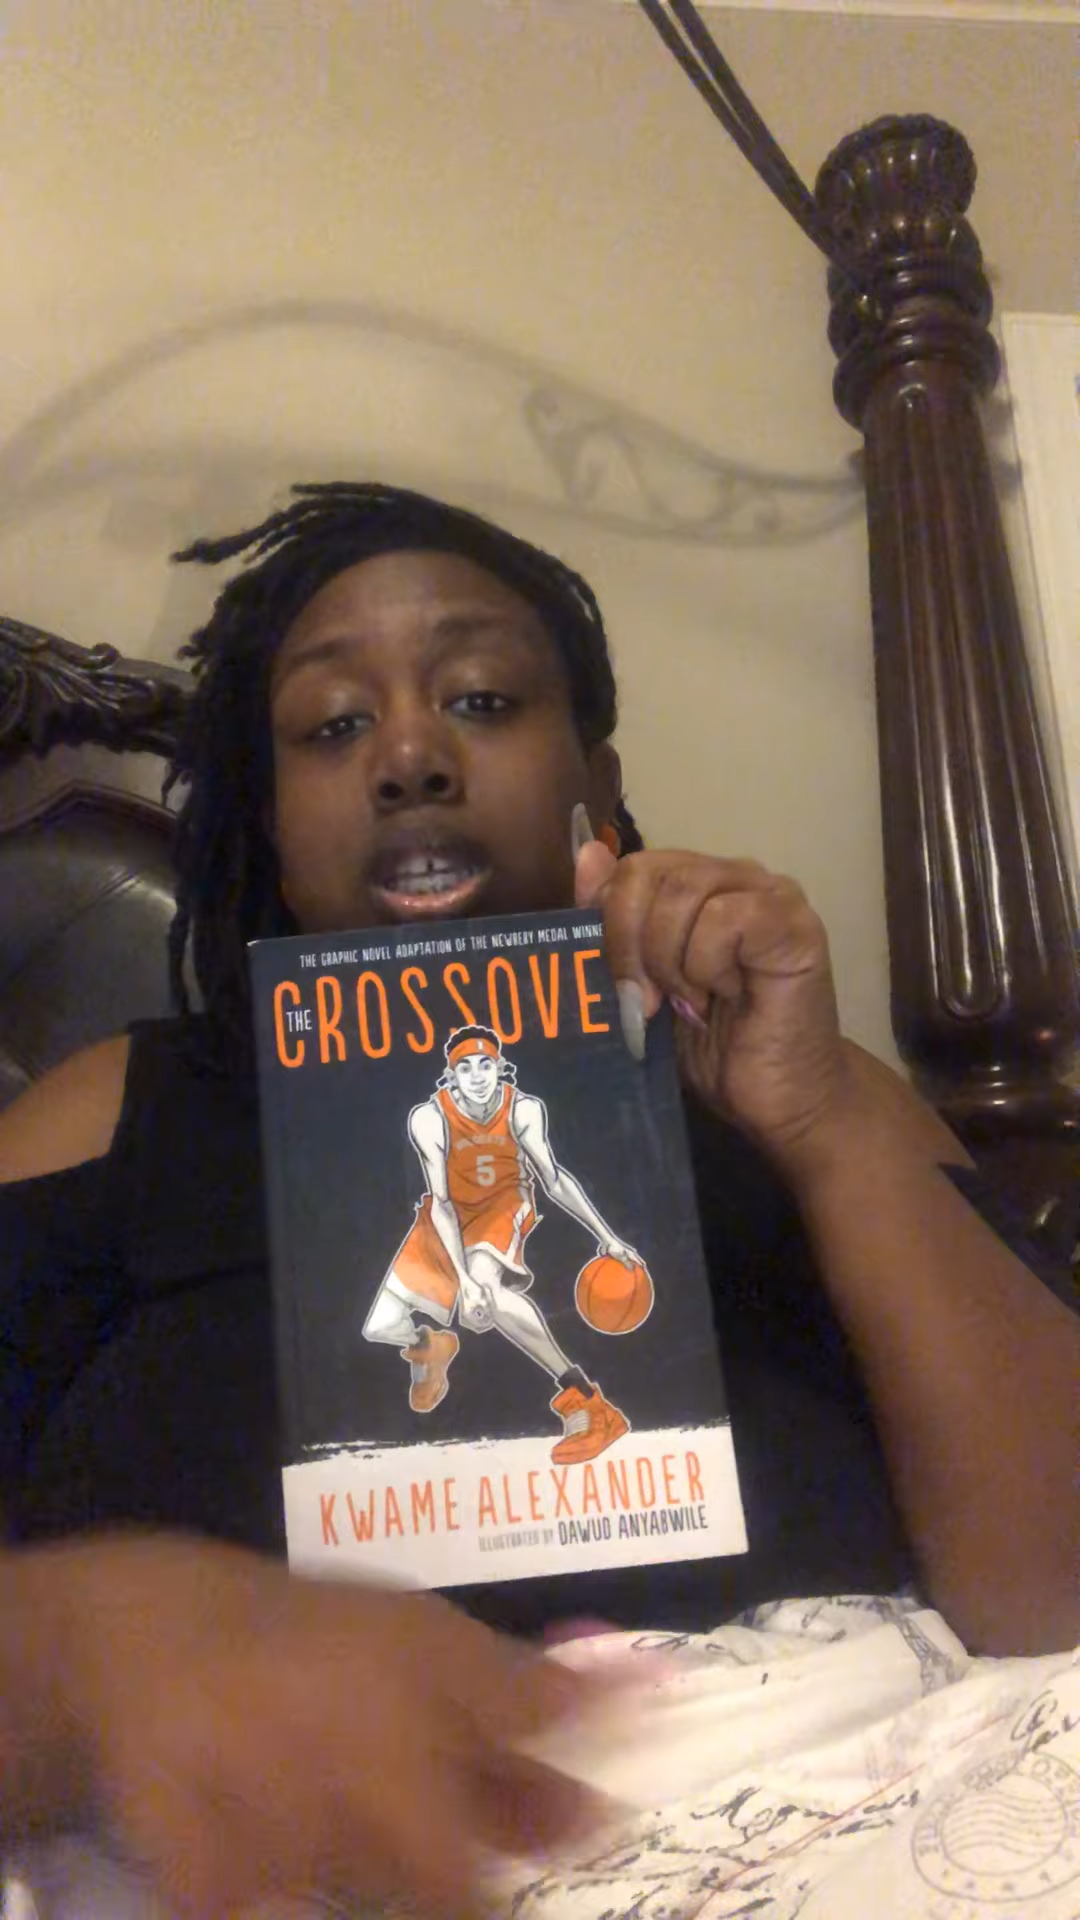 THE GRAPHIC NOVEL ADAPTATION OF THE NEWBERY MEDAL WINNE
THE CROSSOVE
5
KWAME ALEXANDER
ILLUSTRATED BY DAWUD ANYABWILE